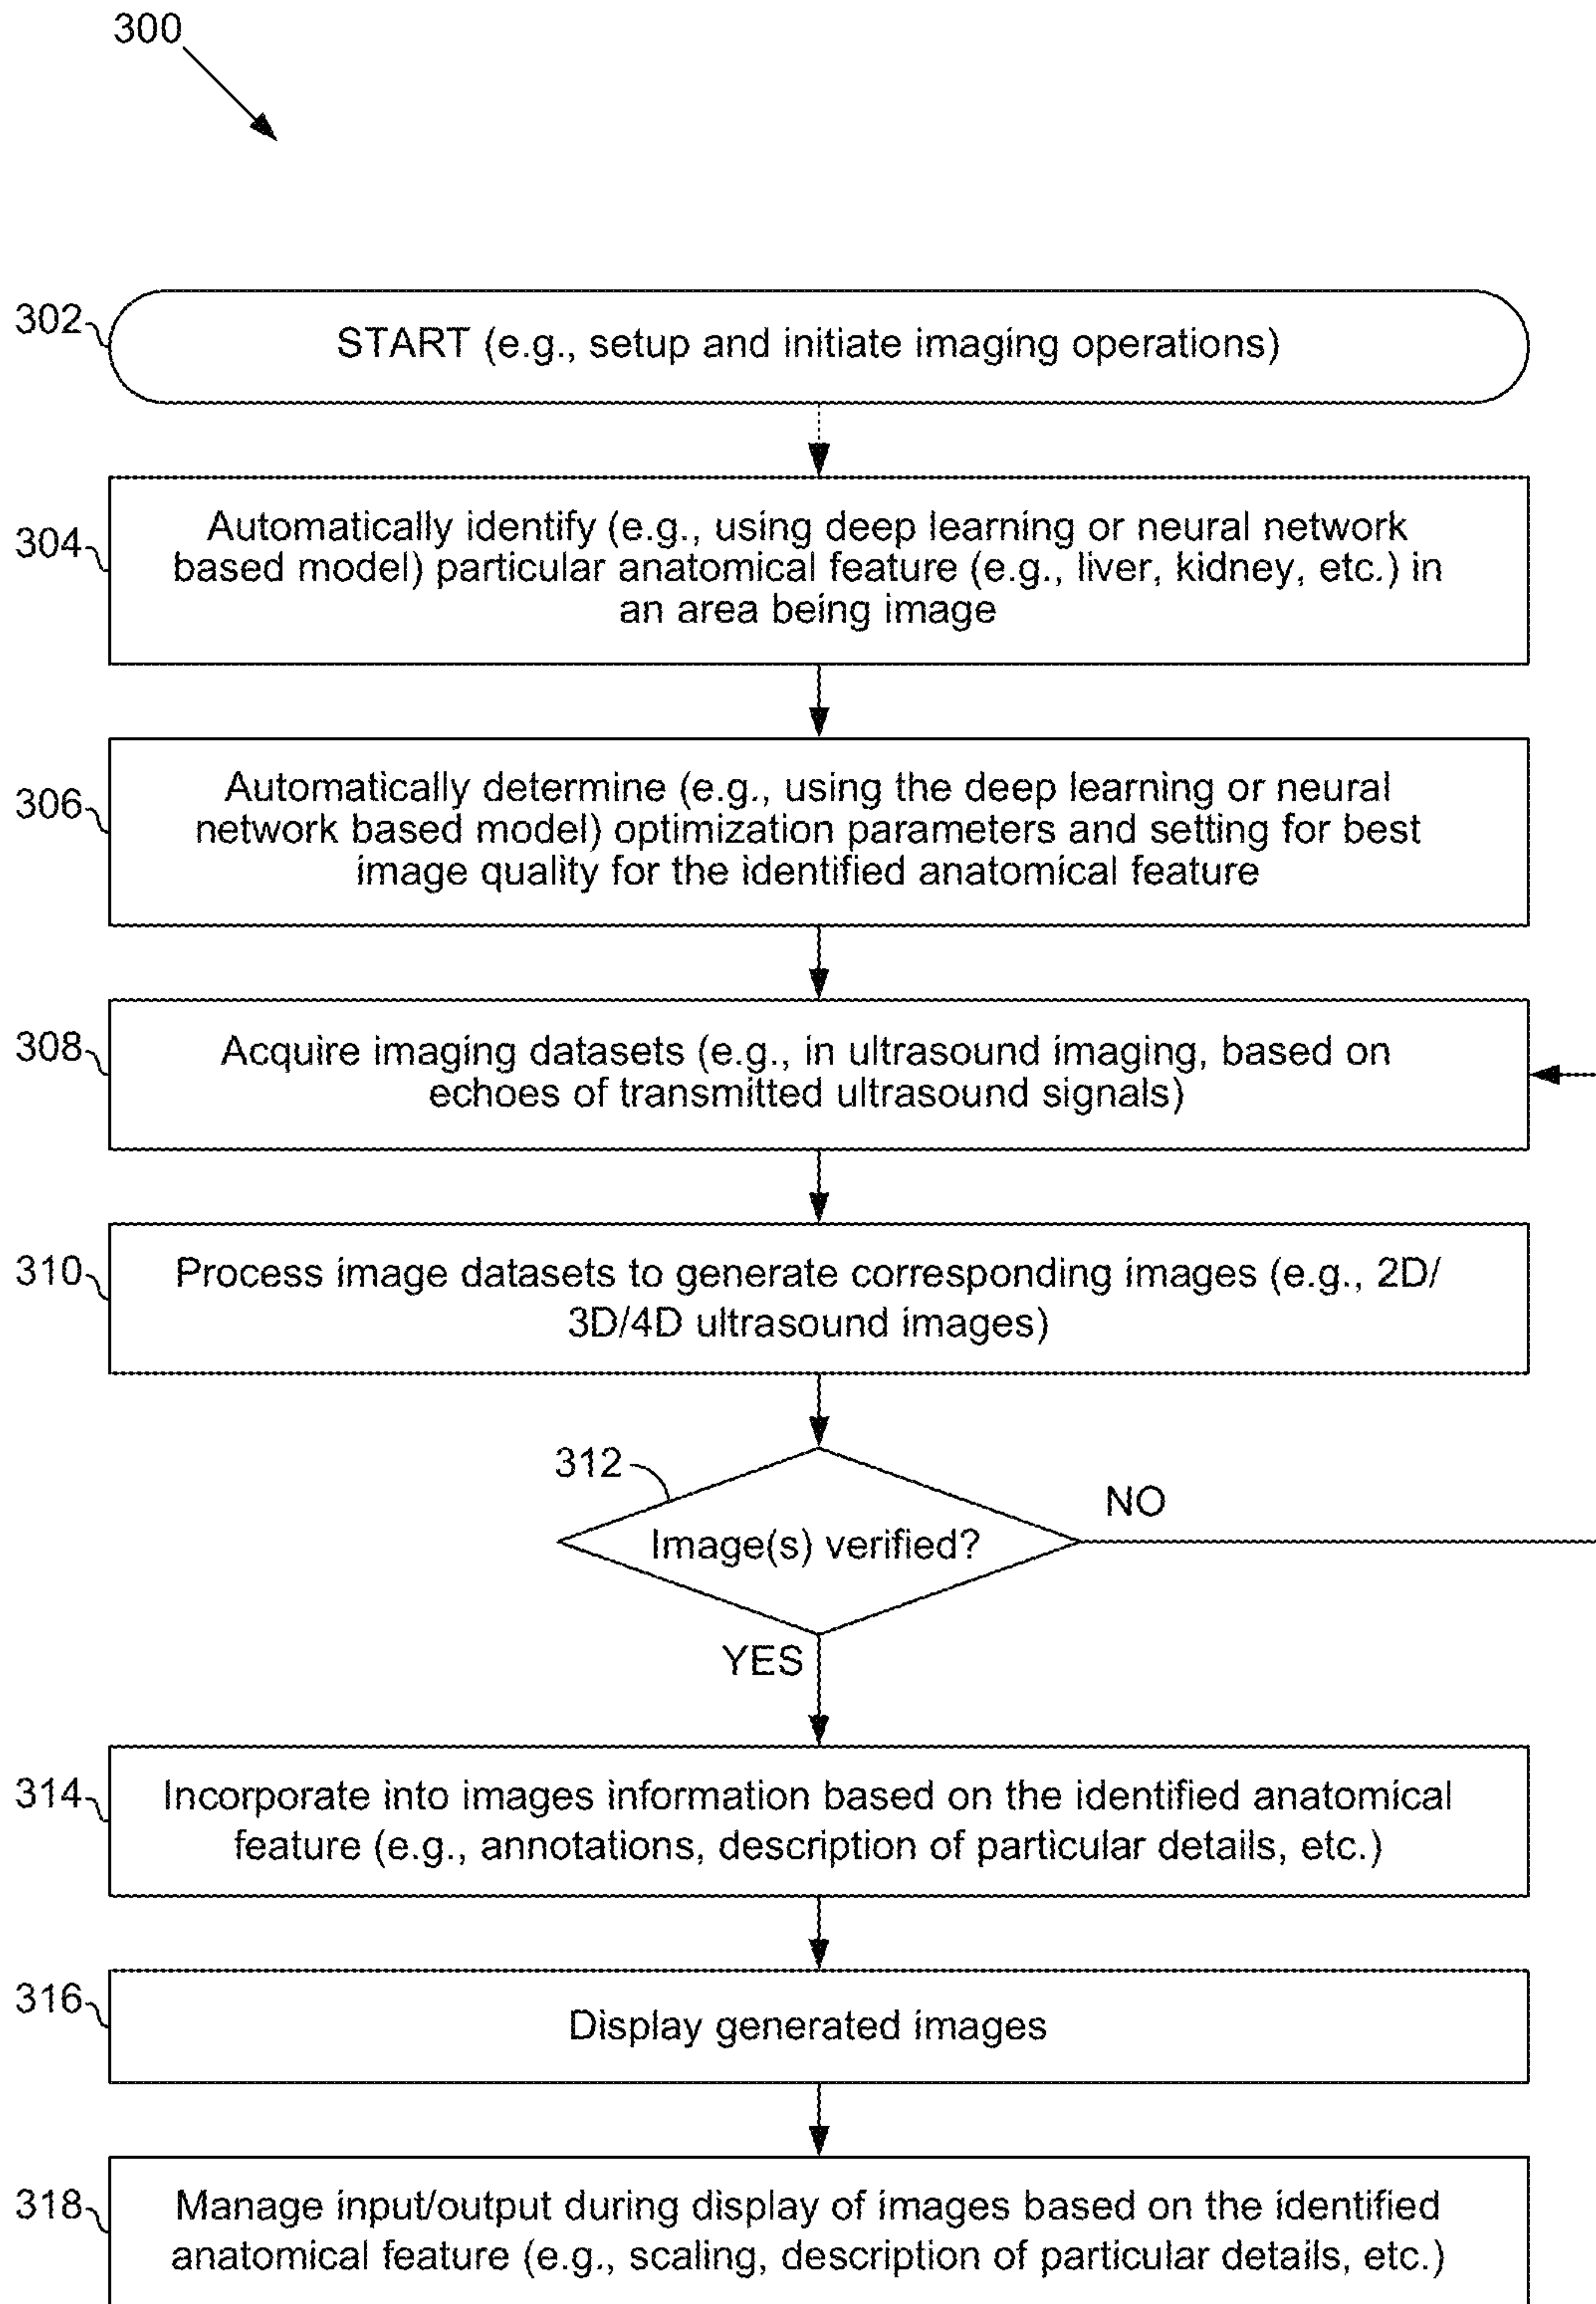 300
302
START (e.g., setup and initiate imaging operations)
304
Automatically identify (e.g., using deep learning or neural network
based model) particular anatomical feature (e.g., liver, kidney, etc.) in
an area being image
306
Automatically determine (e.g., using the deep learning or neural
network based model) optimization parameters and setting for best
image quality for the identified anatomical feature
308
Acquire imaging datasets (e.g., in ultrasound imaging, based on
echoes of transmitted ultrasound signals)
310
Process image datasets to generate corresponding images (e.g., 2D/
3D/4D ultrasound images)
312
Image(s) verified?
NO
YES
314
Incorporate into images information based on the identified anatomical
feature (e.g., annotations, description of particular details, etc.)
316
Display generated images
318
Manage input/output during display of images based on the identified
anatomical feature (e.g., scaling, description of particular details, etc.)